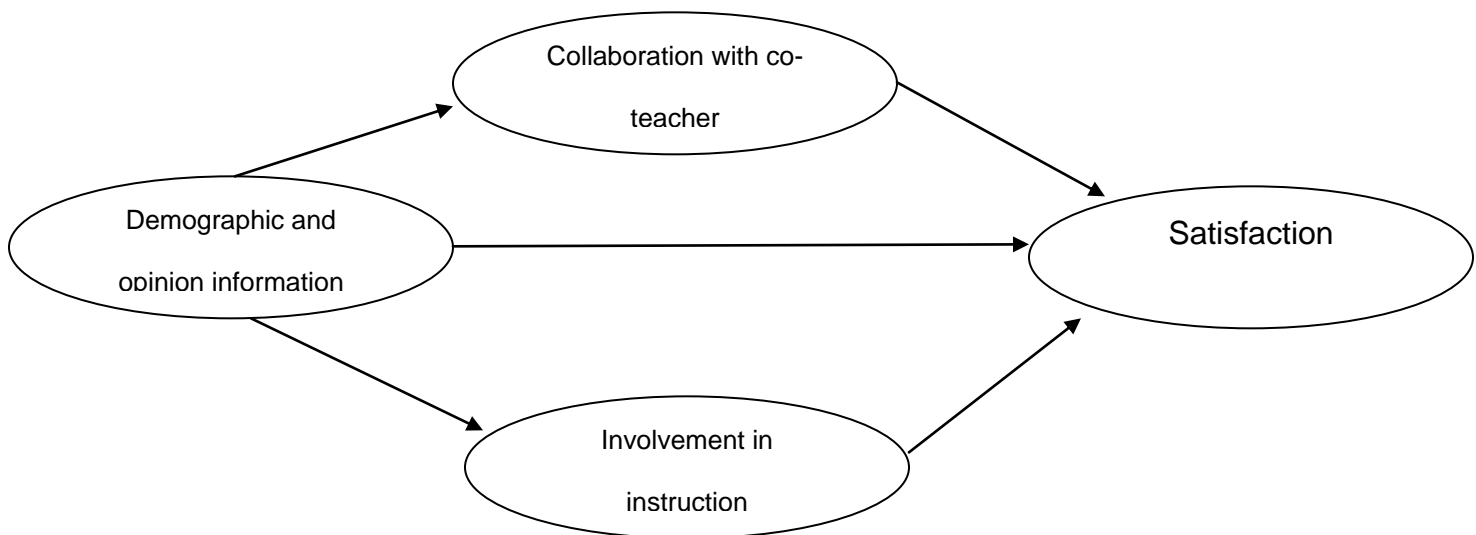 Collaboration with co-
teacher
Demographic and
opinion information
Satisfaction
Involvement in
instruction